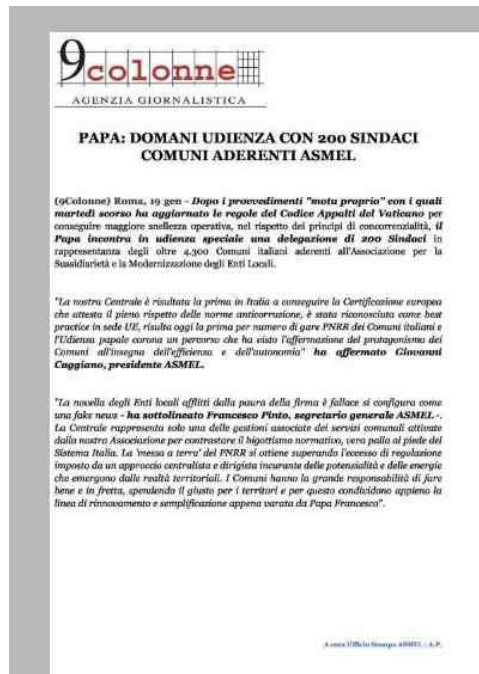 9colonne
AGENZIA GIORNALISTICA
PAPA: DOMANI UDIENZA CON 200 SINDACI
COMUNI ADERENTI ASMEL
(9Colonne) Roma, 19 gen - Dopo i provvedimenti "motu proprio" con i quali
martedì scorso ha aggiornato le regole del Codice Appalti del Vaticano per
conseguire maggiore snellezza operativa, nel rispetto dei principi di concorrenzialità, il
Papa incontra in udienza speciale una delegazione di 200 Sindaci in
rappresentanza degli oltre 4.300 Comuni italiani aderenti all'Associazione per la
Sussidiarietà e la Modernizzazione degli Enti Locali.
"La nostra Centrale è risultata la prima in Italia a conseguire la Certificazione europea
che attesta il pieno rispetto delle norme anticorruzione, è stata riconosciuta come best
practice in sede UE, risulta oggi la prima per numero di gare PNRR dei Comuni italiani e
l'Udienza papale corona un percorso che ha visto l'affermazione del protagonismo dei
Comuni all'insegna dell'efficienza e dell'autonomia" ha affermato Giovanni
Caggiano, presidente ASMEL.
"La novella degli Enti locali afflitti dalla paura della firma è fallace si configura come
una fake news - ha sottolineato Francesco Pinto, segretario generale ASMEL -.
La Centrale rappresenta solo una delle gestioni associate dei servizi comunali attivate
dalla nostra Associazione per contrastare il bigottismo normativo, vera palla al piede del
Sistema Italia. La 'messa a terra' del PNRR si ottiene superando l'eccesso di regolazione
imposto da un approccio centralista e dirigista incurante delle potenzialità e delle energie
che emergono dalle realtà territoriali. I Comuni hanno la grande responsabilità di fare
bene e in fretta, spendendo il giusto per i territori e per questo condividono appieno la
linea di rinnovamento e semplificazione appena varata da Papa Francesco".
A cura Ufficio Stampa ASMEL / A.P.